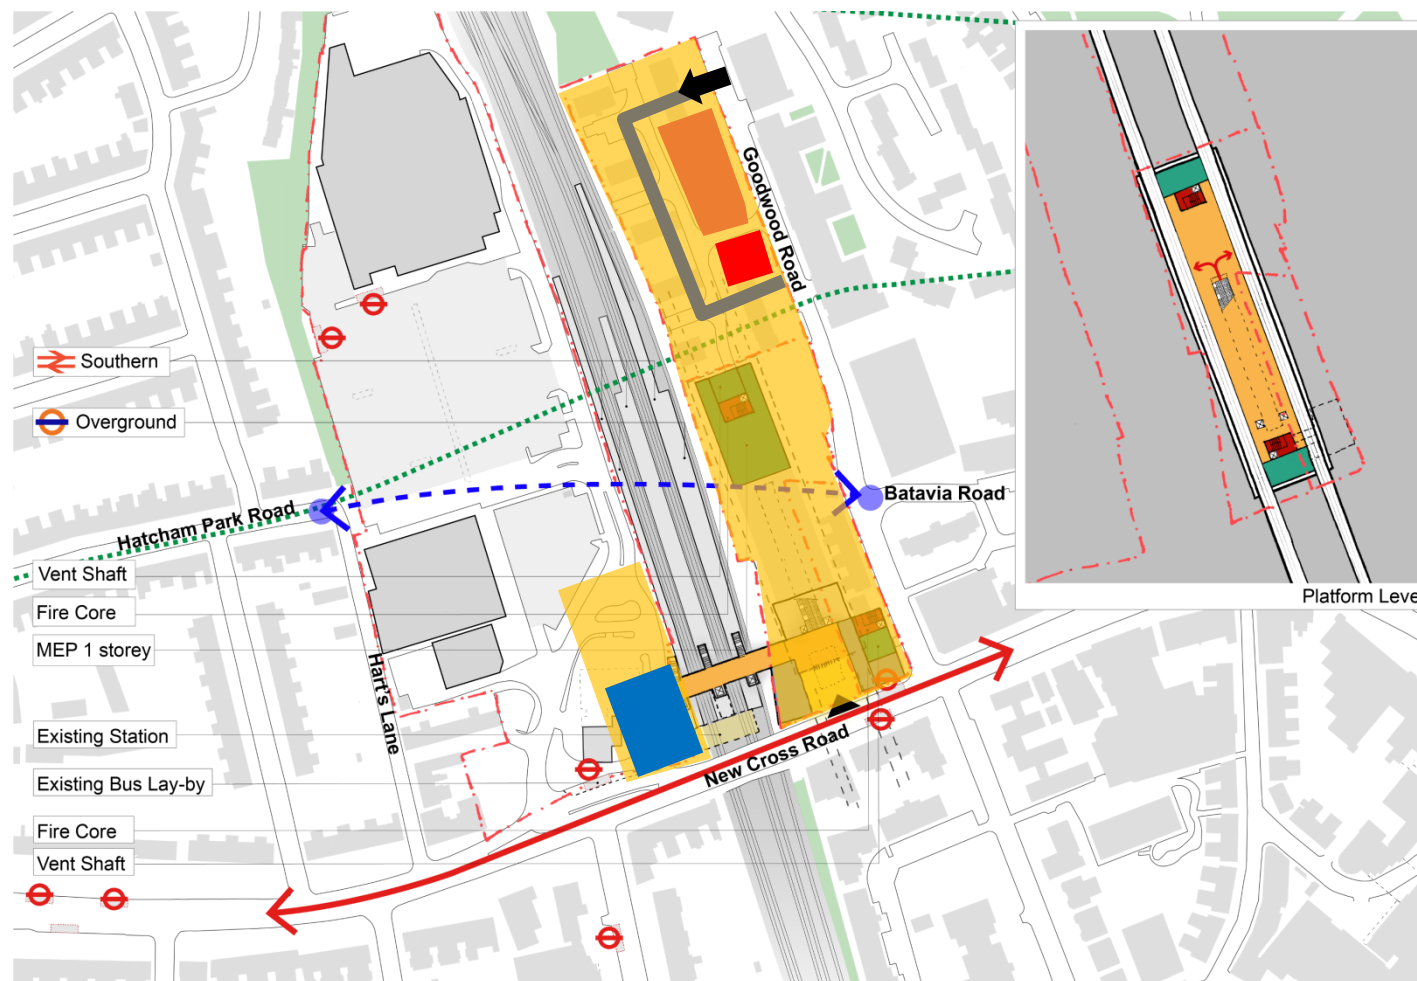 Goodwood Road
Southern
Overground
Hatcham Park Road
Batavia Road
Vent Shaft
Fire Core
MEP 1 storey
Platform Leve
Hart's Lane
Existing Station
New Cross Road
Existing Bus Lay-by
Fire Core
Vent Shaft